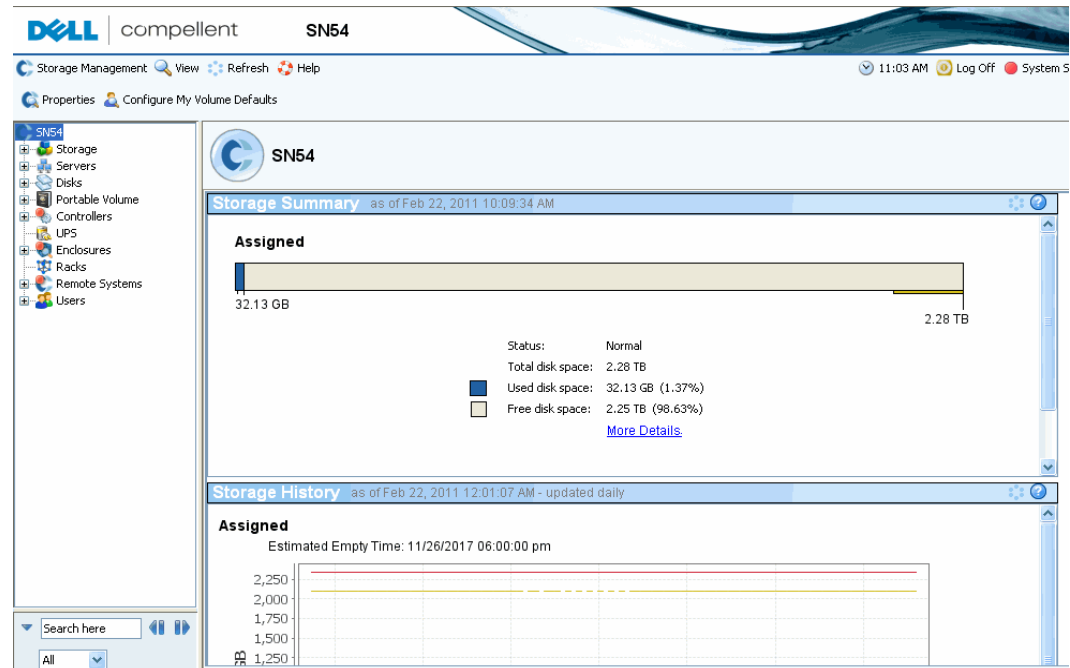 DELL compellent SN54
Storage Management View Refresh Help 11:03 AM Log Off System S
Properties Configure My Volume Defaults
SN54
Storage
Servers
Disks
Portable Volume
Controllers
UPS
Enclosures
Racks
Remote Systems
Users
Search here
All
SN54
Storage Summary as of Feb 22, 2011 10:09:34 AM
Assigned
32.13 GB
2.28 TB
Status: Normal
Total disk space: 2.28 TB
Used disk space: 32.13 GB (1.37%)
Free disk space: 2.25 TB (98.63%)
More Details.
Storage History as of Feb 22, 2011 12:01:07 AM - updated daily
Assigned
Estimated Empty Time: 11/26/2017 06:00:00 pm
2,250
2,000
1,750
1,500
1,250
GB